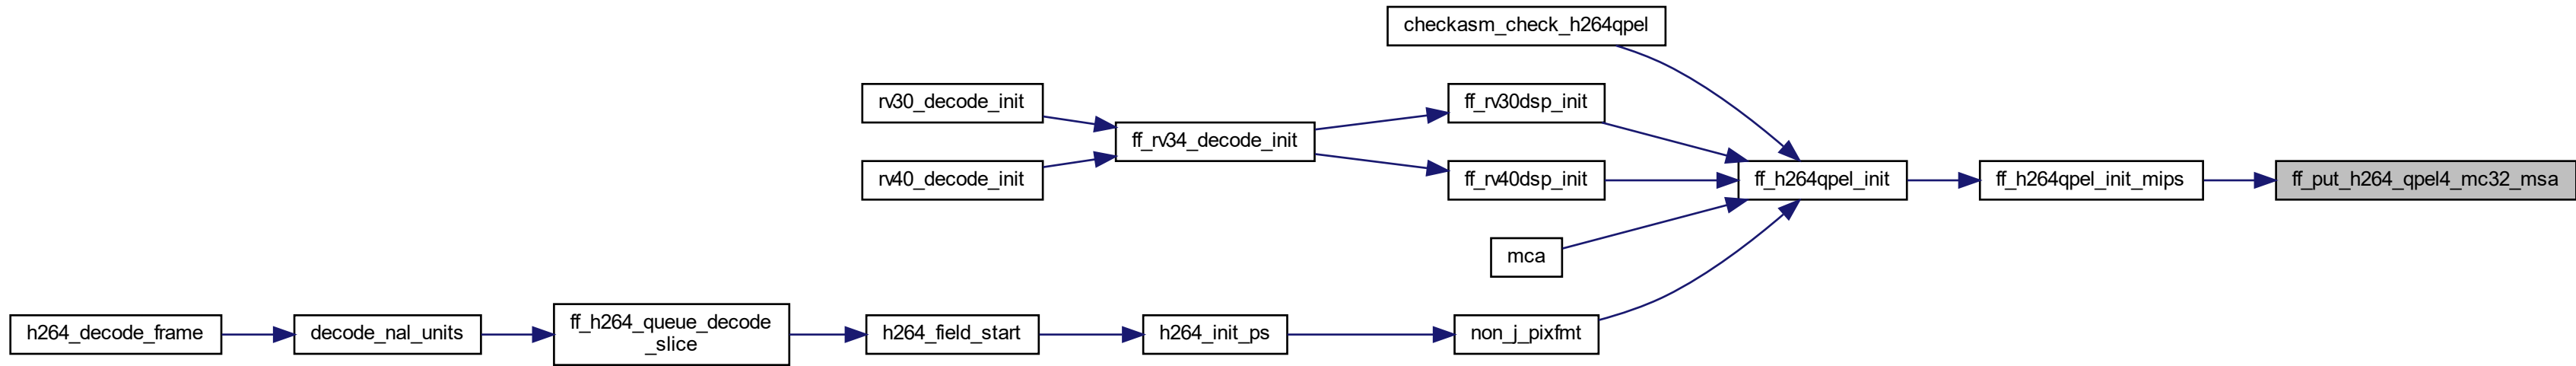 checkasm_check_h264qpel
rv30_decode_init
ff_rv30dsp_init
ff_rv34_decode_init
rv40_decode_init
ff_rv40dsp_init
ff_h264qpel_init
ff_h264qpel_init_mips
ff_put_h264_qpel4_mc32_msa
mca
h264_decode_frame
decode_nal_units
ff_h264_queue_decode
_slice
h264_field_start
h264_init_ps
non_j_pixfmt